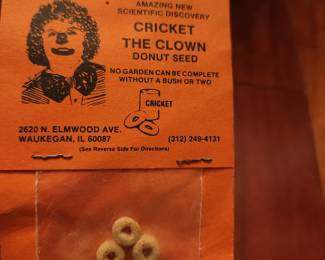 AMAZING NEW
SCIENTIFIC DISCOVERY
CRICKET
THE CLOWN
DONUT SEED
NO GARDEN CAN BE COMPLETE
WITHOUT A BUSH OR TWO
CRICKET
2620 N. ELMWOOD AVE.
WAUKEGAN, IL 60087
(312) 249-4131
(See Reverse Side For Directions)